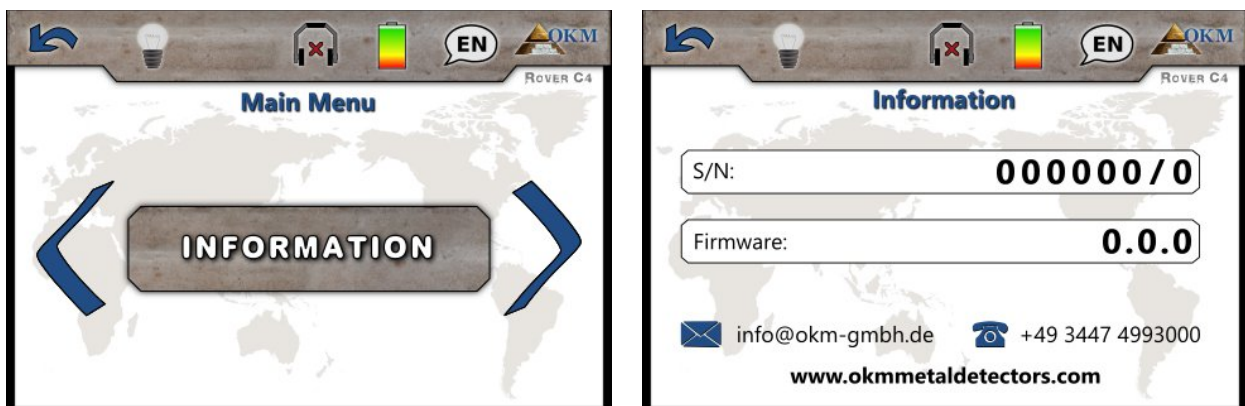 EN
OKM
ROVER C4
Main Menu
INFORMATION
EN
OKM
ROVER C4
Information
S/N: 000000/0
Firmware: 0.0.0
info@okm-gmbh.de +49 3447 4993000
www.okmmetaldetectors.com